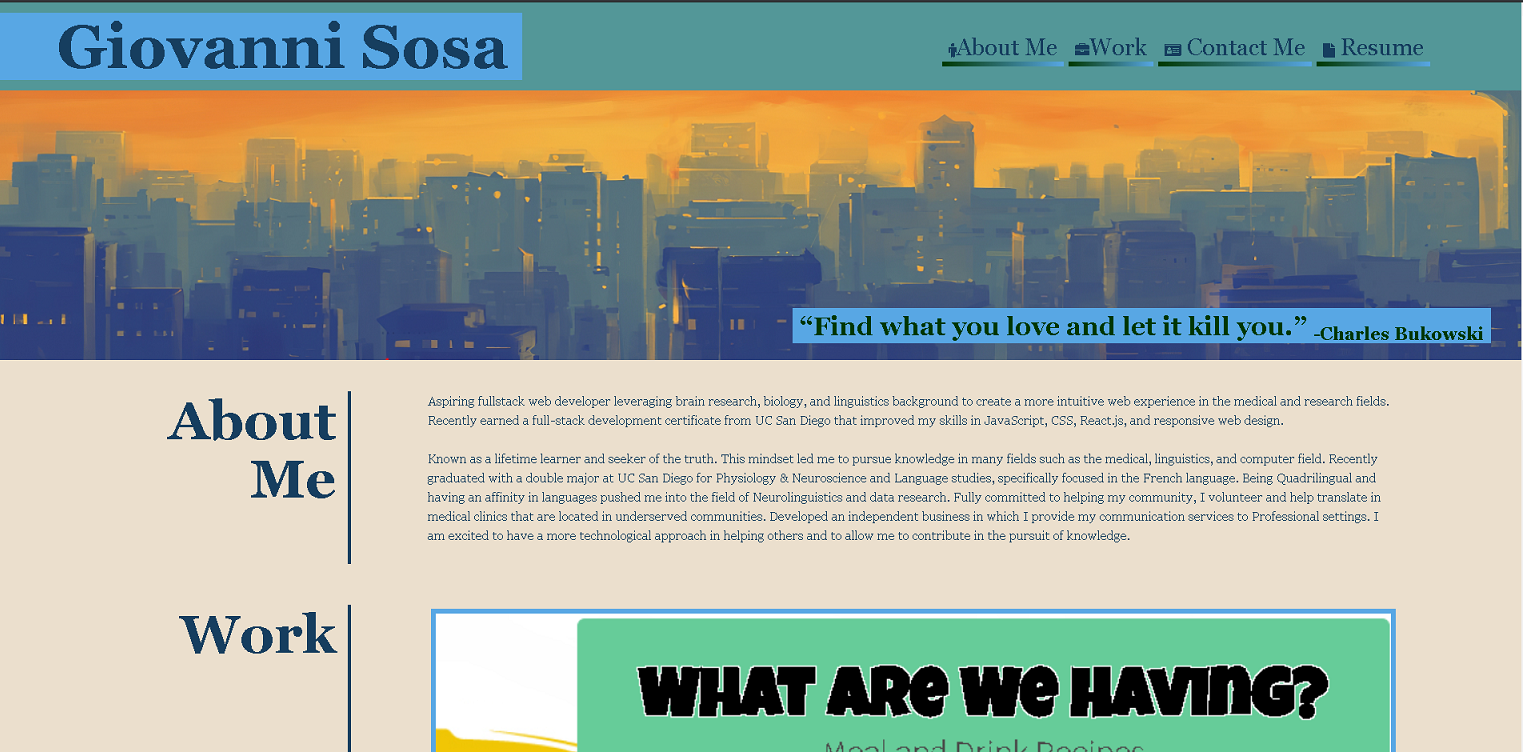 Giovanni Sosa
About Me Work Contact Me Resume
“Find what you love and let it kill you.” -Charles Bukowski
About
Me
Aspiring fullstack web developer leveraging brain research, biology, and linguistics background to create a more intuitive web experience in the medical and research fields.
Recently earned a full-stack development certificate from UC San Diego that improved my skills in JavaScript, CSS, React.js, and responsive web design.
Known as a lifetime learner and seeker of the truth. This mindset led me to pursue knowledge in many fields such as the medical, linguistics, and computer field. Recently
graduated with a double major at UC San Diego for Physiology & Neuroscience and Language studies, specifically focused in the French language. Being Quadrilingual and
having an affinity in languages pushed me into the field of Neurolinguistics and data research. Fully committed to helping my community, I volunteer and help translate in
medical clinics that are located in underserved communities. Developed an independent business in which I provide my communication services to Professional settings. I
am excited to have a more technological approach in helping others and to allow me to contribute in the pursuit of knowledge.
Work
WHAT ARE WE HAVING?
Meal and Drink Recipes